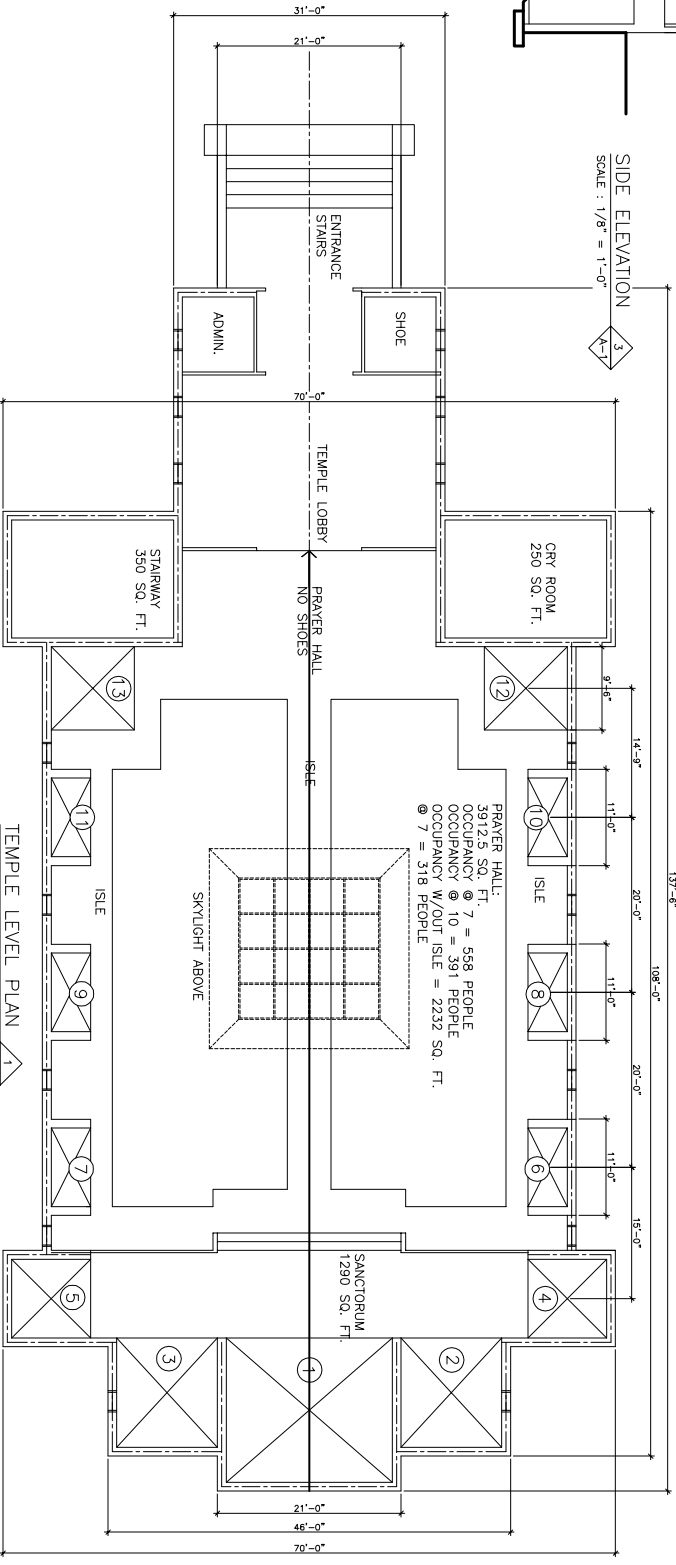 SIDE ELEVATION
SCALE : 1/8" = 1'-0"
3
A-1
31'-0"
21'-0"
137'-6"
108'-0"
70'-0"
9'-6"
14'-9"
11'-0"
20'-0"
11'-0"
20'-0"
11'-0"
15'-0"
ENTRANCE
STAIRS
SHOE
ADMIN.
TEMPLE LOBBY
CRY ROOM
250 SQ. FT.
STAIRWAY
350 SQ. FT.
PRAYER HALL
NO SHOES
ISLE
12
13
10
11
8
9
6
7
4
5
2
3
1
ISLE
ISLE
PRAYER HALL:
3912.5 SQ. FT.
OCCUPANCY @ 7 = 558 PEOPLE
OCCUPANCY @ 10 = 391 PEOPLE
OCCUPANCY W/OUT ISLE = 2232 SQ. FT.
@ 7 = 318 PEOPLE
SKYLIGHT ABOVE
SANCTORUM
1290 SQ. FT.
21'-0"
46'-0"
70'-0"
TEMPLE LEVEL PLAN
1